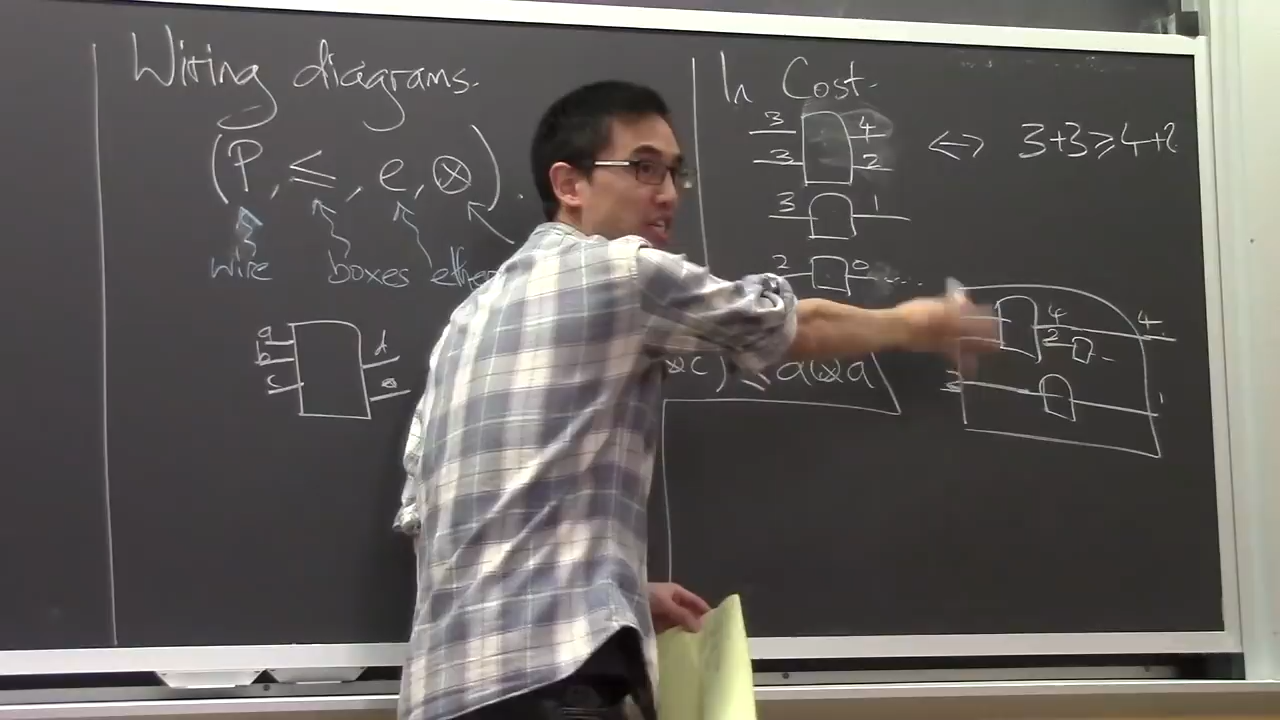 Wiring diagrams.
(P, ≤, e, ⊗).
wire boxes
a
b
c
d
In Cost.
3 4
3 2
↔ 3+3≥4+2
3 1
2 0 ...
⊗c) ≤ a⊗a
4 4
2
1